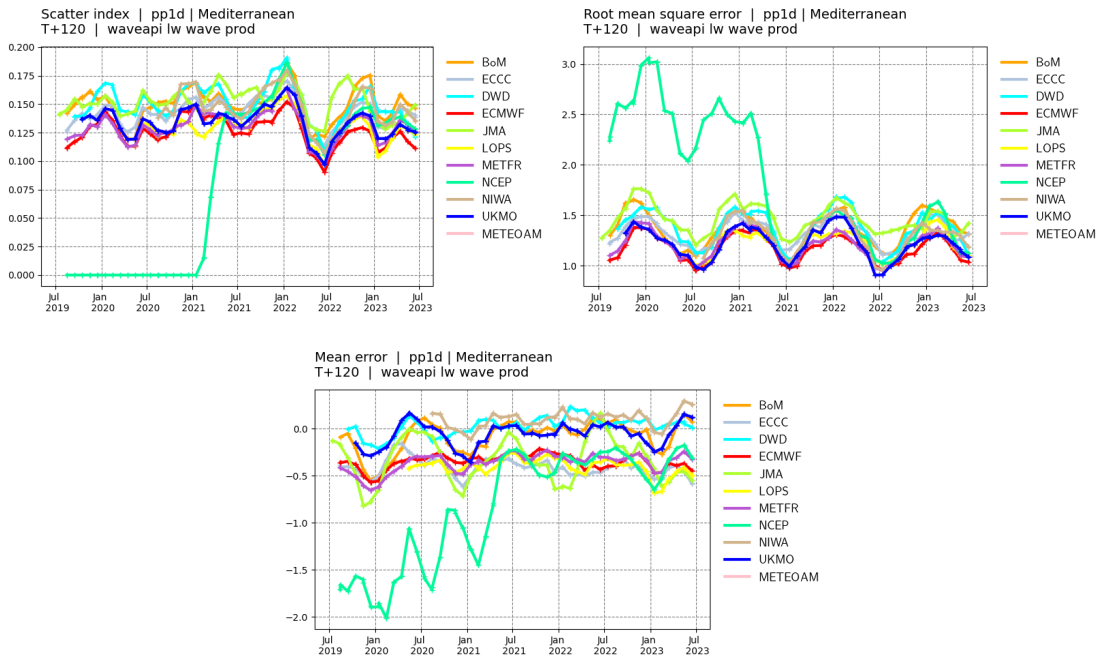 Scatter index | pp1d | Mediterranean
T+120 | waveapi lw wave prod
0.200
0.175
0.150
0.125
0.100
0.075
0.050
0.025
0.000
Jul 2019
Jan 2020
Jul 2020
Jan 2021
Jul 2021
Jan 2022
Jul 2022
Jan 2023
Jul 2023
BoM
ECCC
DWD
ECMWF
JMA
LOPS
METFR
NCEP
NIWA
UKMO
METEOAM
Root mean square error | pp1d | Mediterranean
T+120 | waveapi lw wave prod
3.0
2.5
2.0
1.5
1.0
Jul 2019
Jan 2020
Jul 2020
Jan 2021
Jul 2021
Jan 2022
Jul 2022
Jan 2023
Jul 2023
BoM
ECCC
DWD
ECMWF
JMA
LOPS
METFR
NCEP
NIWA
UKMO
METEOAM
Mean error | pp1d | Mediterranean
T+120 | waveapi lw wave prod
0.0
−0.5
−1.0
−1.5
−2.0
Jul 2019
Jan 2020
Jul 2020
Jan 2021
Jul 2021
Jan 2022
Jul 2022
Jan 2023
Jul 2023
BoM
ECCC
DWD
ECMWF
JMA
LOPS
METFR
NCEP
NIWA
UKMO
METEOAM